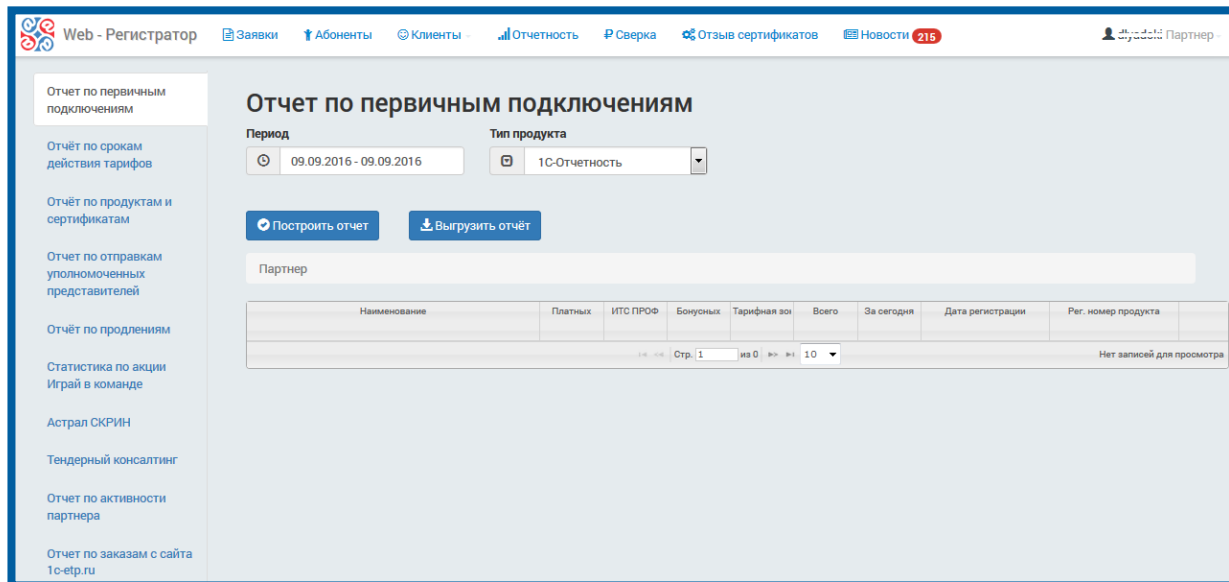 Web - Регистратор Заявки Абоненты Клиенты Отчетность Сверка Отзыв сертификатов Новости 215 Партнер
Отчет по первичным
подключениям
Отчёт по срокам
действия тарифов
Отчёт по продуктам и
сертификатам
Отчет по отправкам
уполномоченных
представителей
Отчёт по продлениям
Статистика по акции
Играй в команде
Астрал СКРИН
Тендерный консалтинг
Отчет по активности
партнера
Отчет по заказам с сайта
1c-etp.ru
Отчет по первичным подключениям
Период Тип продукта
09.09.2016 - 09.09.2016 1С-Отчетность
Построить отчет Выгрузить отчёт
Партнер
Наименование Платных ИТС ПРОФ Бонусных Тарифная зон Всего За сегодня Дата регистрации Рег. номер продукта
Стр. 1 из 0 10 Нет записей для просмотра